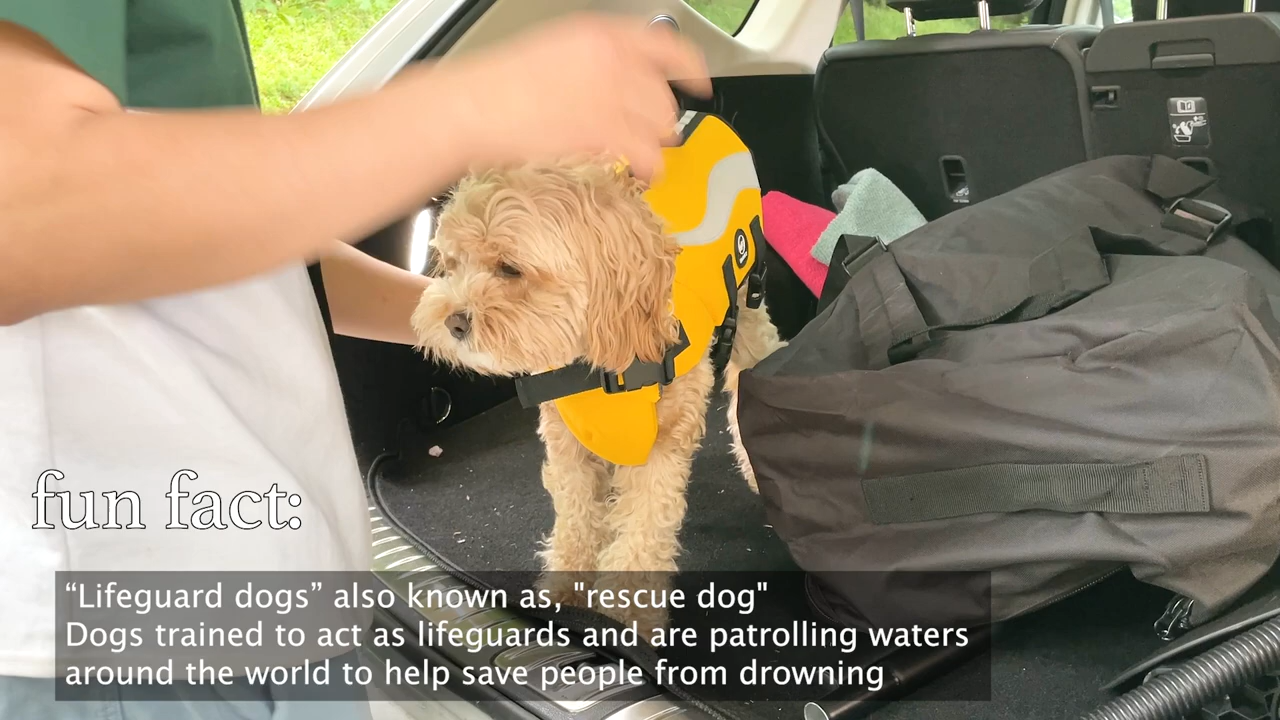 fun fact:
“Lifeguard dogs” also known as, "rescue dog"
Dogs trained to act as lifeguards and are patrolling waters
around the world to help save people from drowning